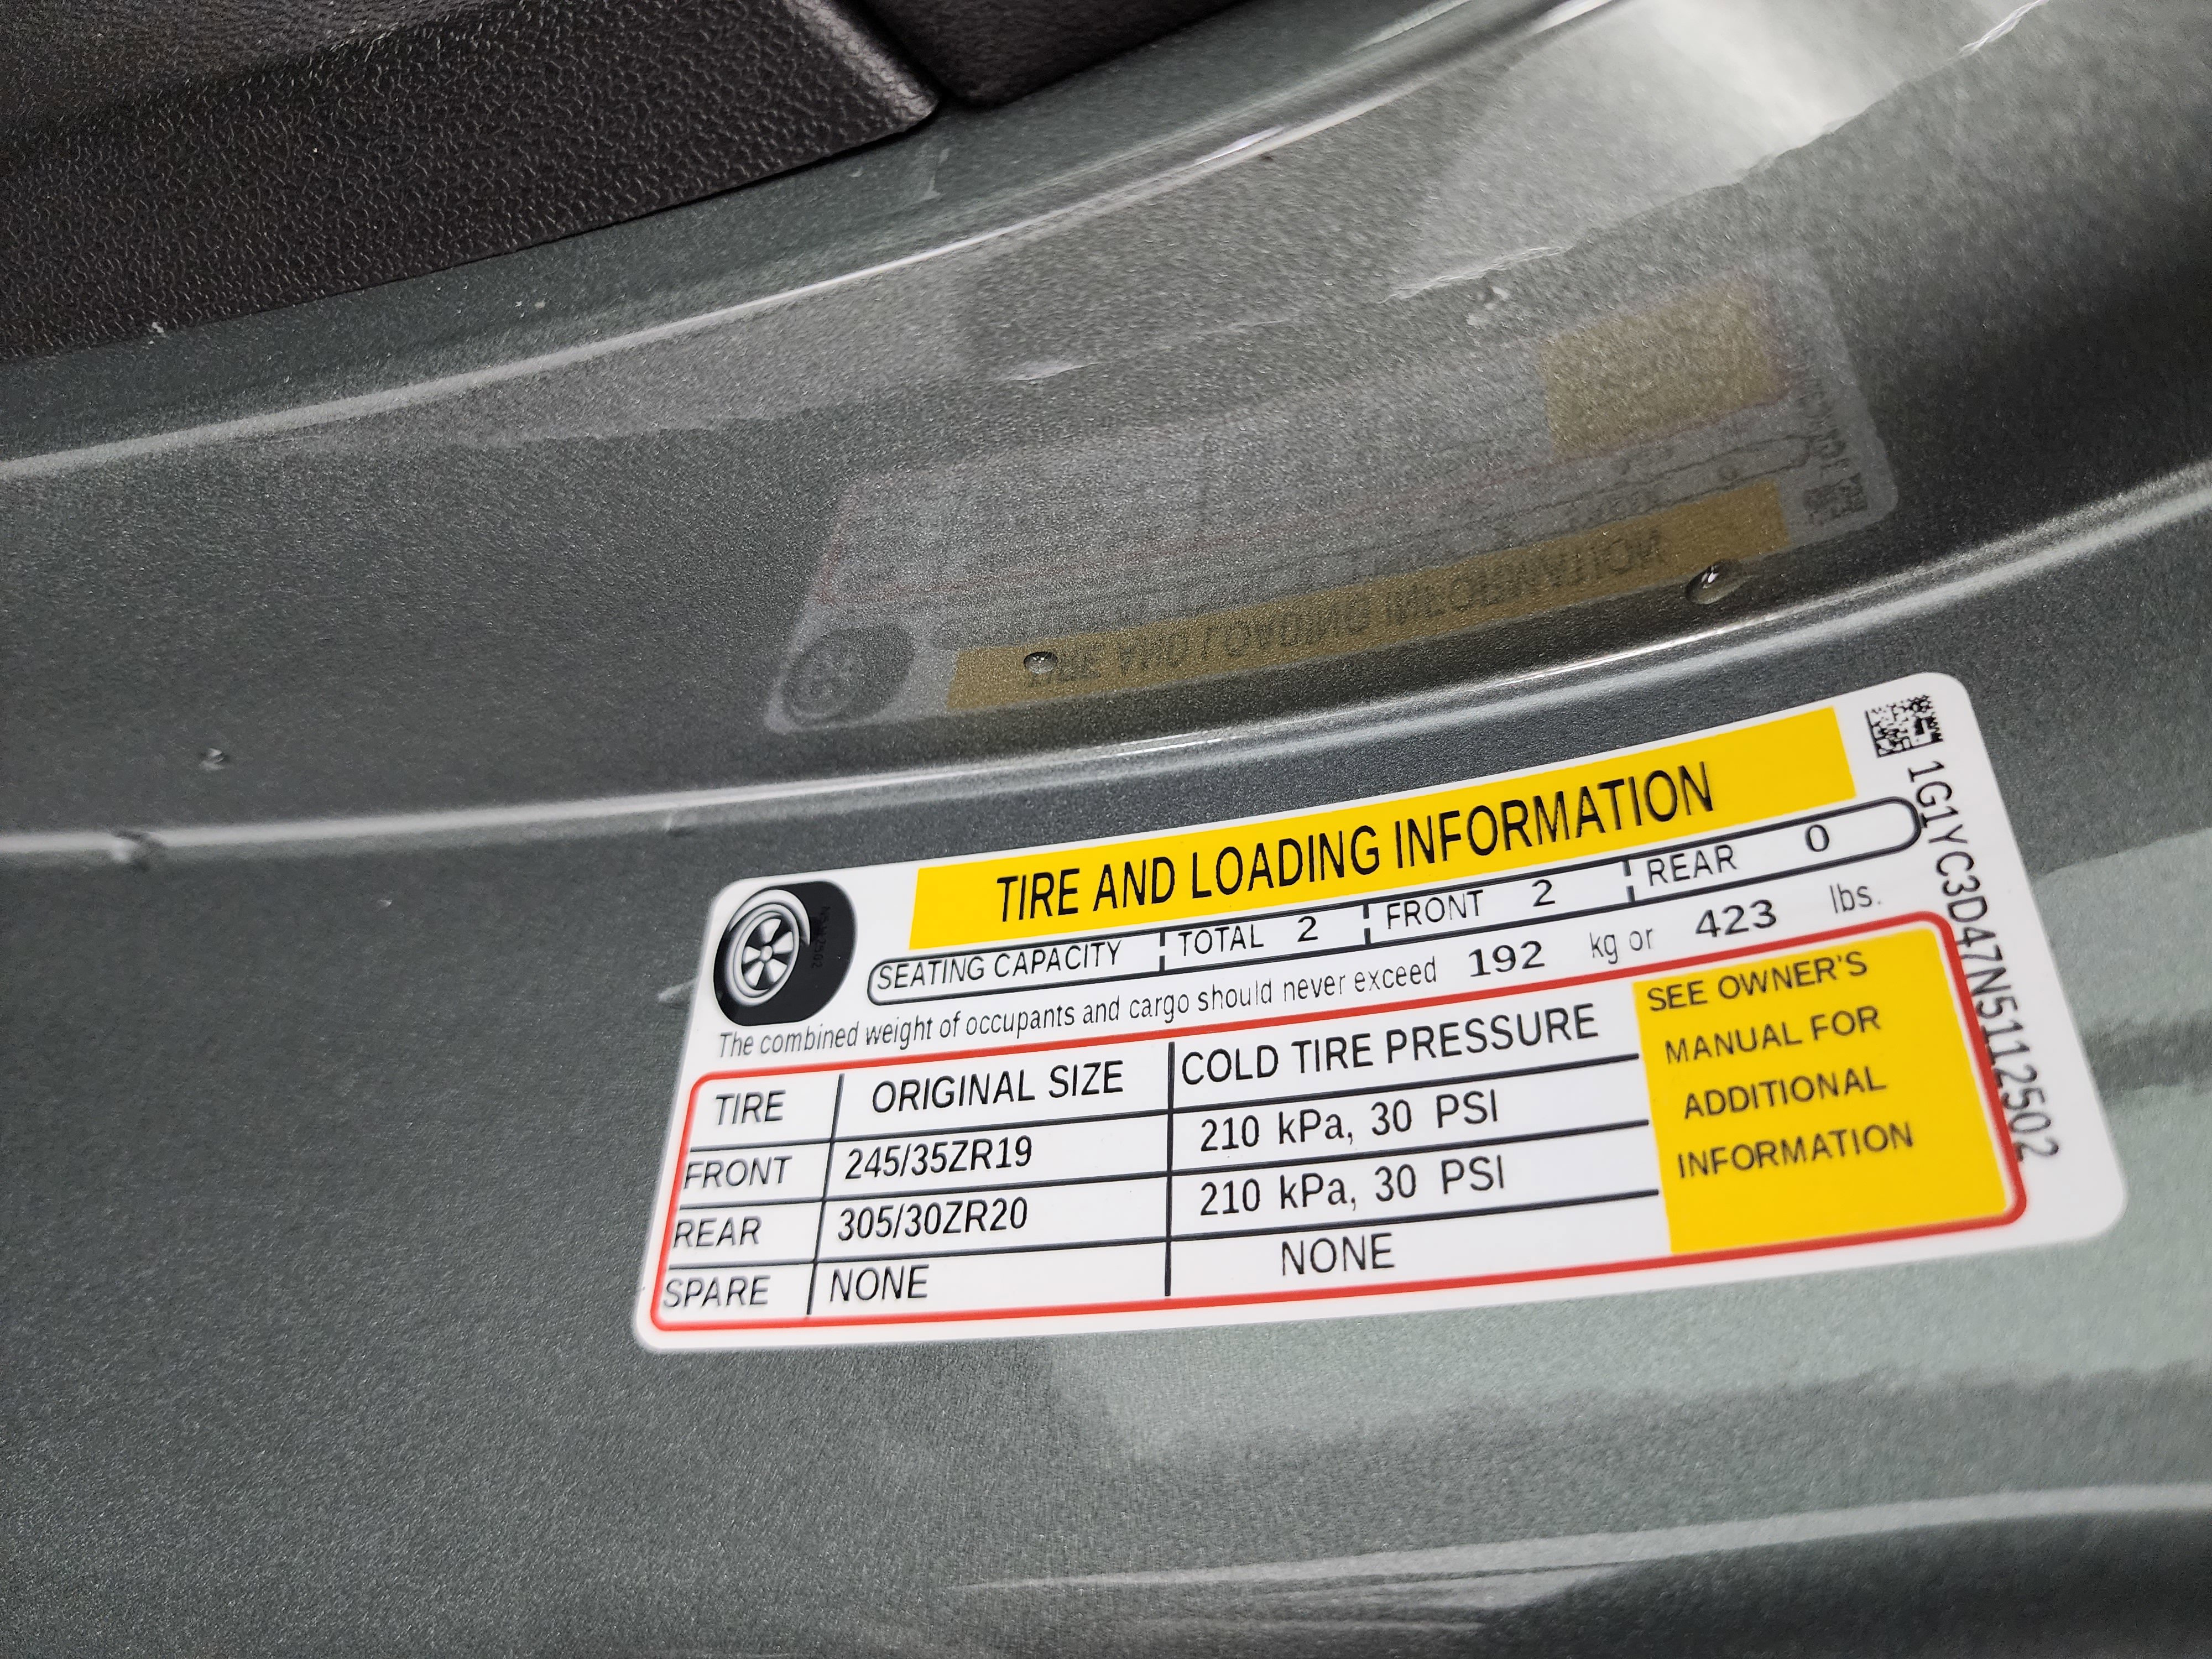 TIRE AND LOADING INFORMATION
SEATING CAPACITY TOTAL 2 FRONT 2 REAR 0
The combined weight of occupants and cargo should never exceed 192 kg or 423 lbs.
TIRE ORIGINAL SIZE COLD TIRE PRESSURE
FRONT 245/35ZR19 210 kPa, 30 PSI
REAR 305/30ZR20 210 kPa, 30 PSI
SPARE NONE NONE
SEE OWNER'S
MANUAL FOR
ADDITIONAL
INFORMATION
1G1YC3D47N5112502